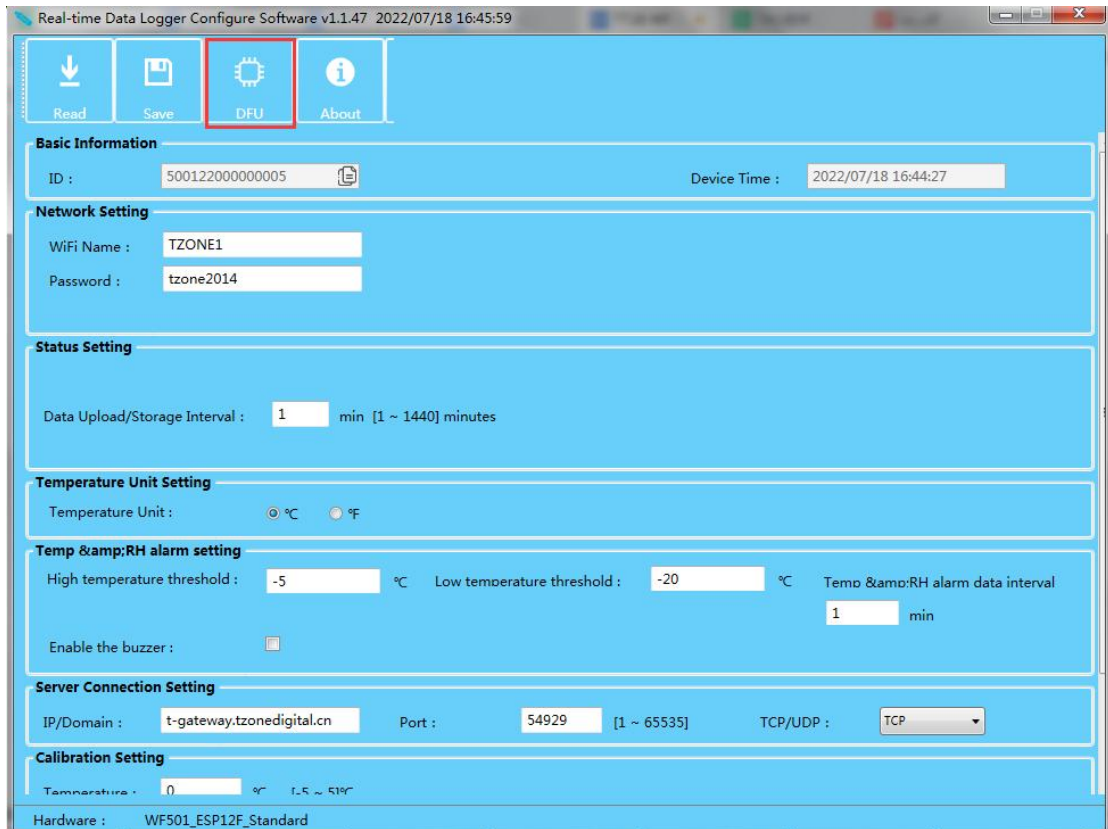 Real-time Data Logger Configure Software v1.1.47 2022/07/18 16:45:59
Read Save DFU About
Basic Information
ID : 500122000000005 Device Time : 2022/07/18 16:44:27
Network Setting
WiFi Name : TZONE1
Password : tzone2014
Status Setting
Data Upload/Storage Interval : 1 min [1 ~ 1440] minutes
Temperature Unit Setting
Temperature Unit : ℃ ℉
Temp &amp;RH alarm setting
High temperature threshold : -5 ℃ Low temperature threshold : -20 ℃ Temp &amp;RH alarm data interval
1 min
Enable the buzzer :
Server Connection Setting
IP/Domain : t-gateway.tzonedigital.cn Port : 54929 [1 ~ 65535] TCP/UDP : TCP
Calibration Setting
Temperature : 0 ℃ [-5 ~ 5]℃
Hardware : WF501_ESP12F_Standard